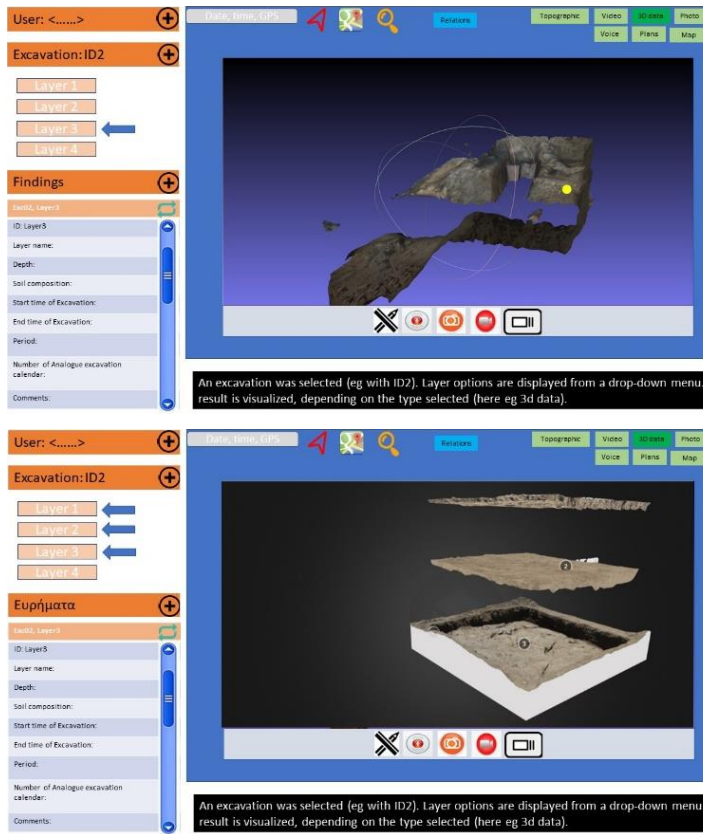 User: <......>
Date, time, GPS
Relations
Topographic
Video
3D data
Photo
Voice
Plans
Map
Excavation: ID2
Layer 1
Layer 2
Layer 3
Layer 4
Findings
Exc02, Layer3
ID: Layer3
Layer name:
Depth:
Soil composition:
Start time of Excavation:
End time of Excavation:
Period:
Number of Analogue excavation
calendar:
Comments:
An excavation was selected (eg with ID2). Layer options are displayed from a drop-down menu.
result is visualized, depending on the type selected (here eg 3d data).
User: <......>
Date, time, GPS
Relations
Topographic
Video
3D data
Photo
Voice
Plans
Map
Excavation: ID2
Layer 1
Layer 2
Layer 3
Layer 4
Ευρήματα
Exc02, Layer3
ID: Layer3
Layer name:
Depth:
Soil composition:
Start time of Excavation:
End time of Excavation:
Period:
Number of Analogue excavation
calendar:
Comments:
2
3
An excavation was selected (eg with ID2). Layer options are displayed from a drop-down menu
result is visualized, depending on the type selected (here eg 3d data).